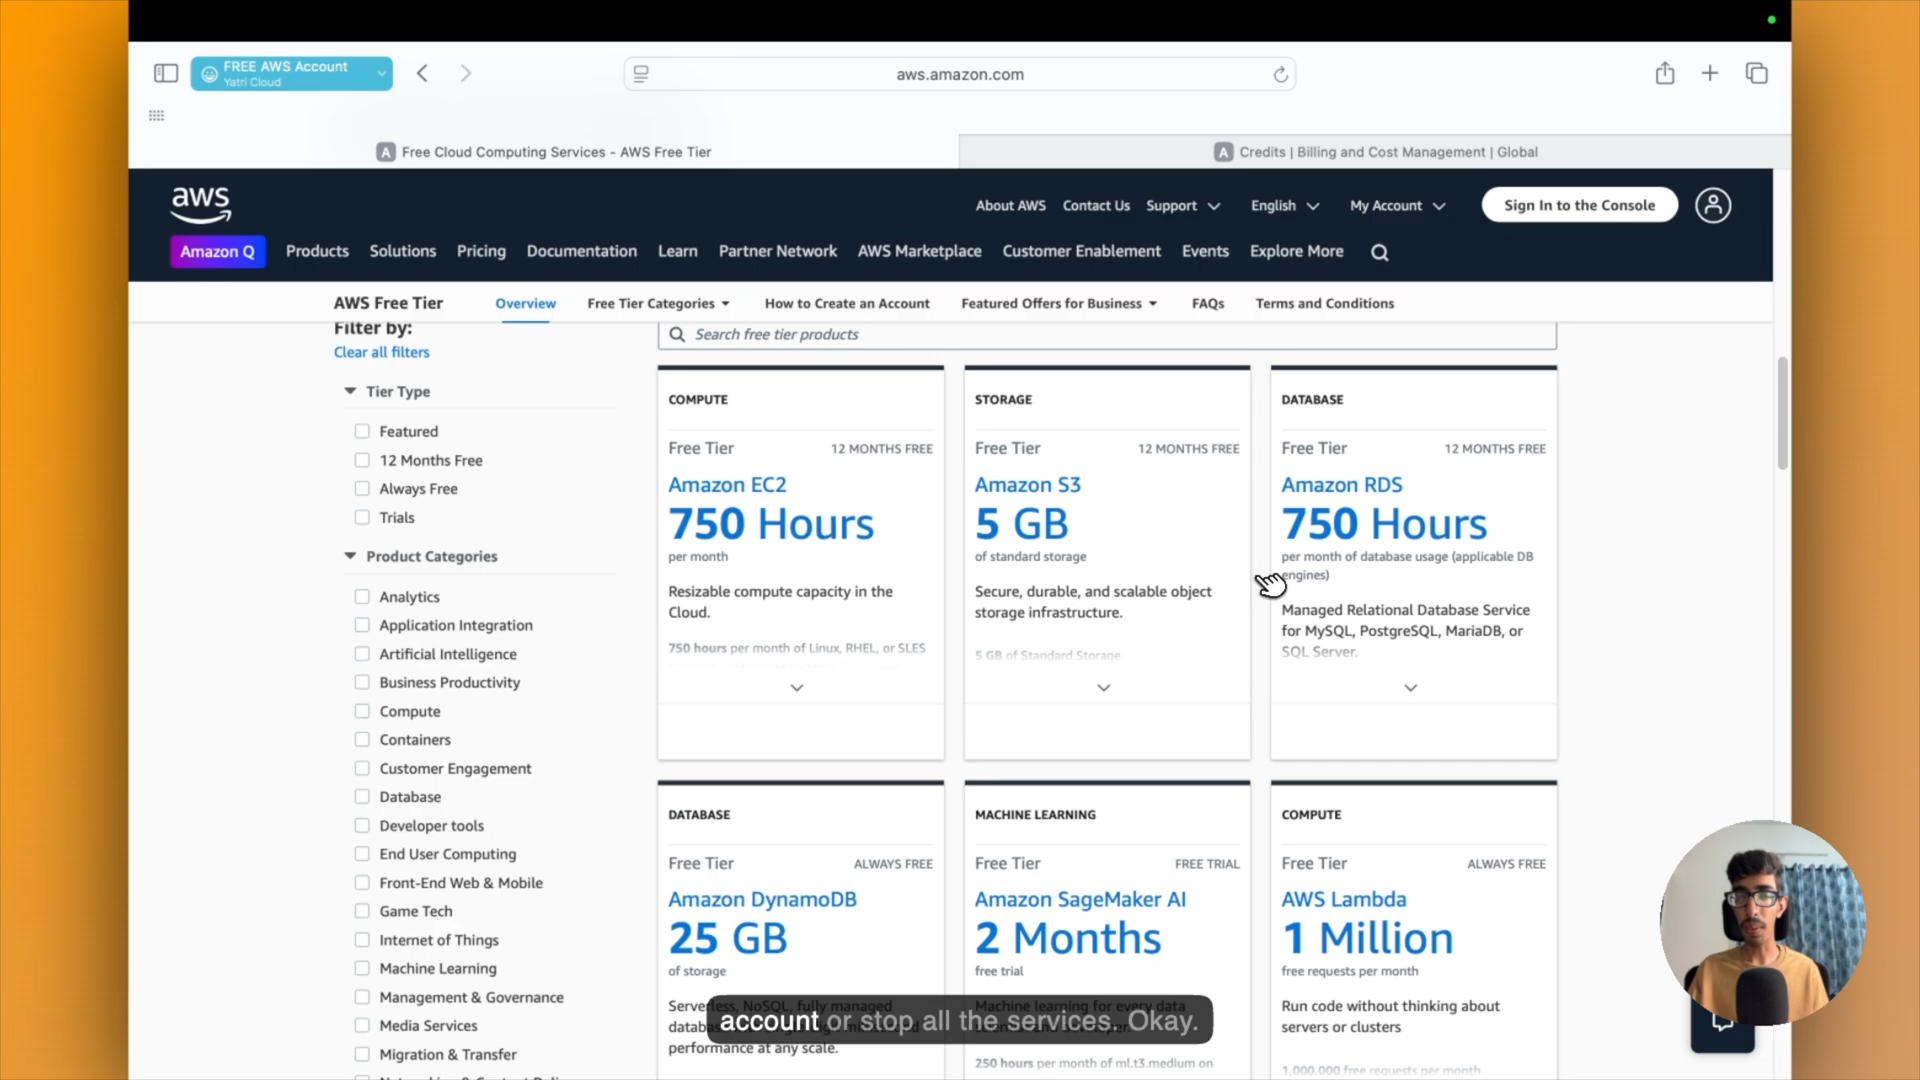 FREE AWS Account
Yatri Cloud
aws.amazon.com
Free Cloud Computing Services - AWS Free Tier
Credits | Billing and Cost Management | Global
aws
About AWS Contact Us Support English My Account Sign In to the Console
Amazon Q Products Solutions Pricing Documentation Learn Partner Network AWS Marketplace Customer Enablement Events Explore More
AWS Free Tier Overview Free Tier Categories How to Create an Account Featured Offers for Business FAQs Terms and Conditions
Filter by:
Clear all filters
Tier Type
Featured
12 Months Free
Always Free
Trials
Product Categories
Analytics
Application Integration
Artificial Intelligence
Business Productivity
Compute
Containers
Customer Engagement
Database
Developer tools
End User Computing
Front-End Web & Mobile
Game Tech
Internet of Things
Machine Learning
Management & Governance
Media Services
Migration & Transfer
Search free tier products
COMPUTE
Free Tier 12 MONTHS FREE
Amazon EC2
750 Hours
per month
Resizable compute capacity in the
Cloud.
750 hours per month of Linux, RHEL, or SLES
STORAGE
Free Tier 12 MONTHS FREE
Amazon S3
5 GB
of standard storage
Secure, durable, and scalable object
storage infrastructure.
5 GB of Standard Storage
DATABASE
Free Tier 12 MONTHS FREE
Amazon RDS
750 Hours
per month of database usage (applicable DB
engines)
Managed Relational Database Service
for MySQL, PostgreSQL, MariaDB, or
SQL Server.
DATABASE
Free Tier ALWAYS FREE
Amazon DynamoDB
25 GB
of storage
Serverless, NoSQL, fully managed
performance at any scale.
MACHINE LEARNING
Free Tier FREE TRIAL
Amazon SageMaker AI
2 Months
free trial
Machine learning for every data
250 hours per month of ml.t3.medium on
COMPUTE
Free Tier ALWAYS FREE
AWS Lambda
1 Million
free requests per month
Run code without thinking about
servers or clusters
1,000,000 free requests per month
account or stop all the services. Okay.